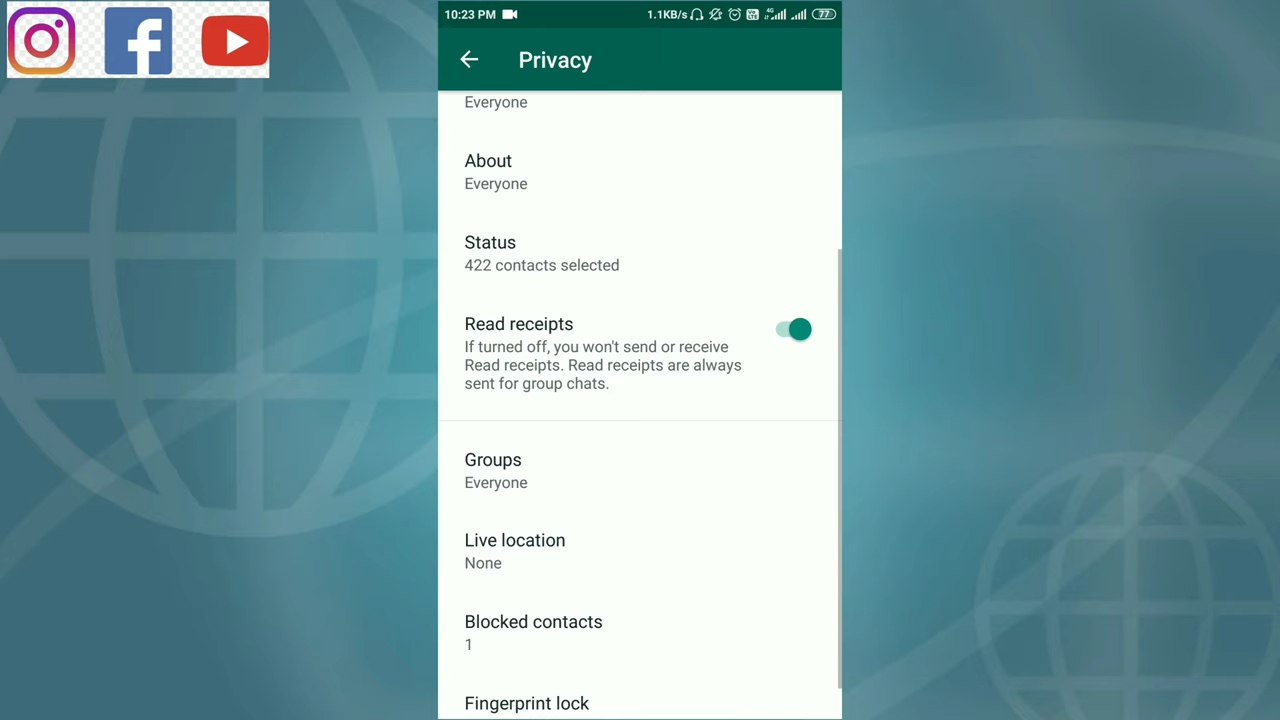 10:23 PM 1.1KB/s 4G 77
Privacy
Everyone
About
Everyone
Status
422 contacts selected
Read receipts
If turned off, you won't send or receive
Read receipts. Read receipts are always
sent for group chats.
Groups
Everyone
Live location
None
Blocked contacts
1
Fingerprint lock